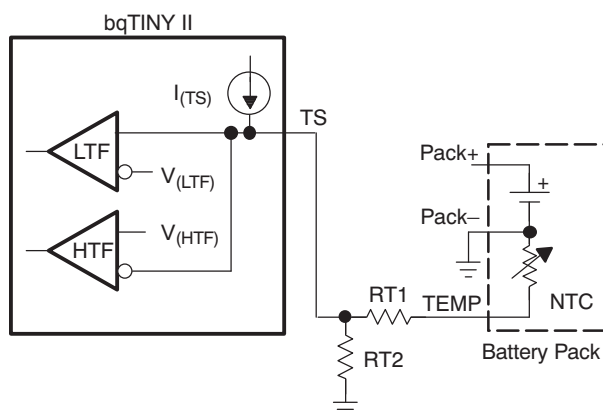 bqTINY II
I(TS)
TS
LTF
V(LTF)
HTF
V(HTF)
Pack+
+
Pack−
RT1
TEMP
NTC
RT2
Battery Pack